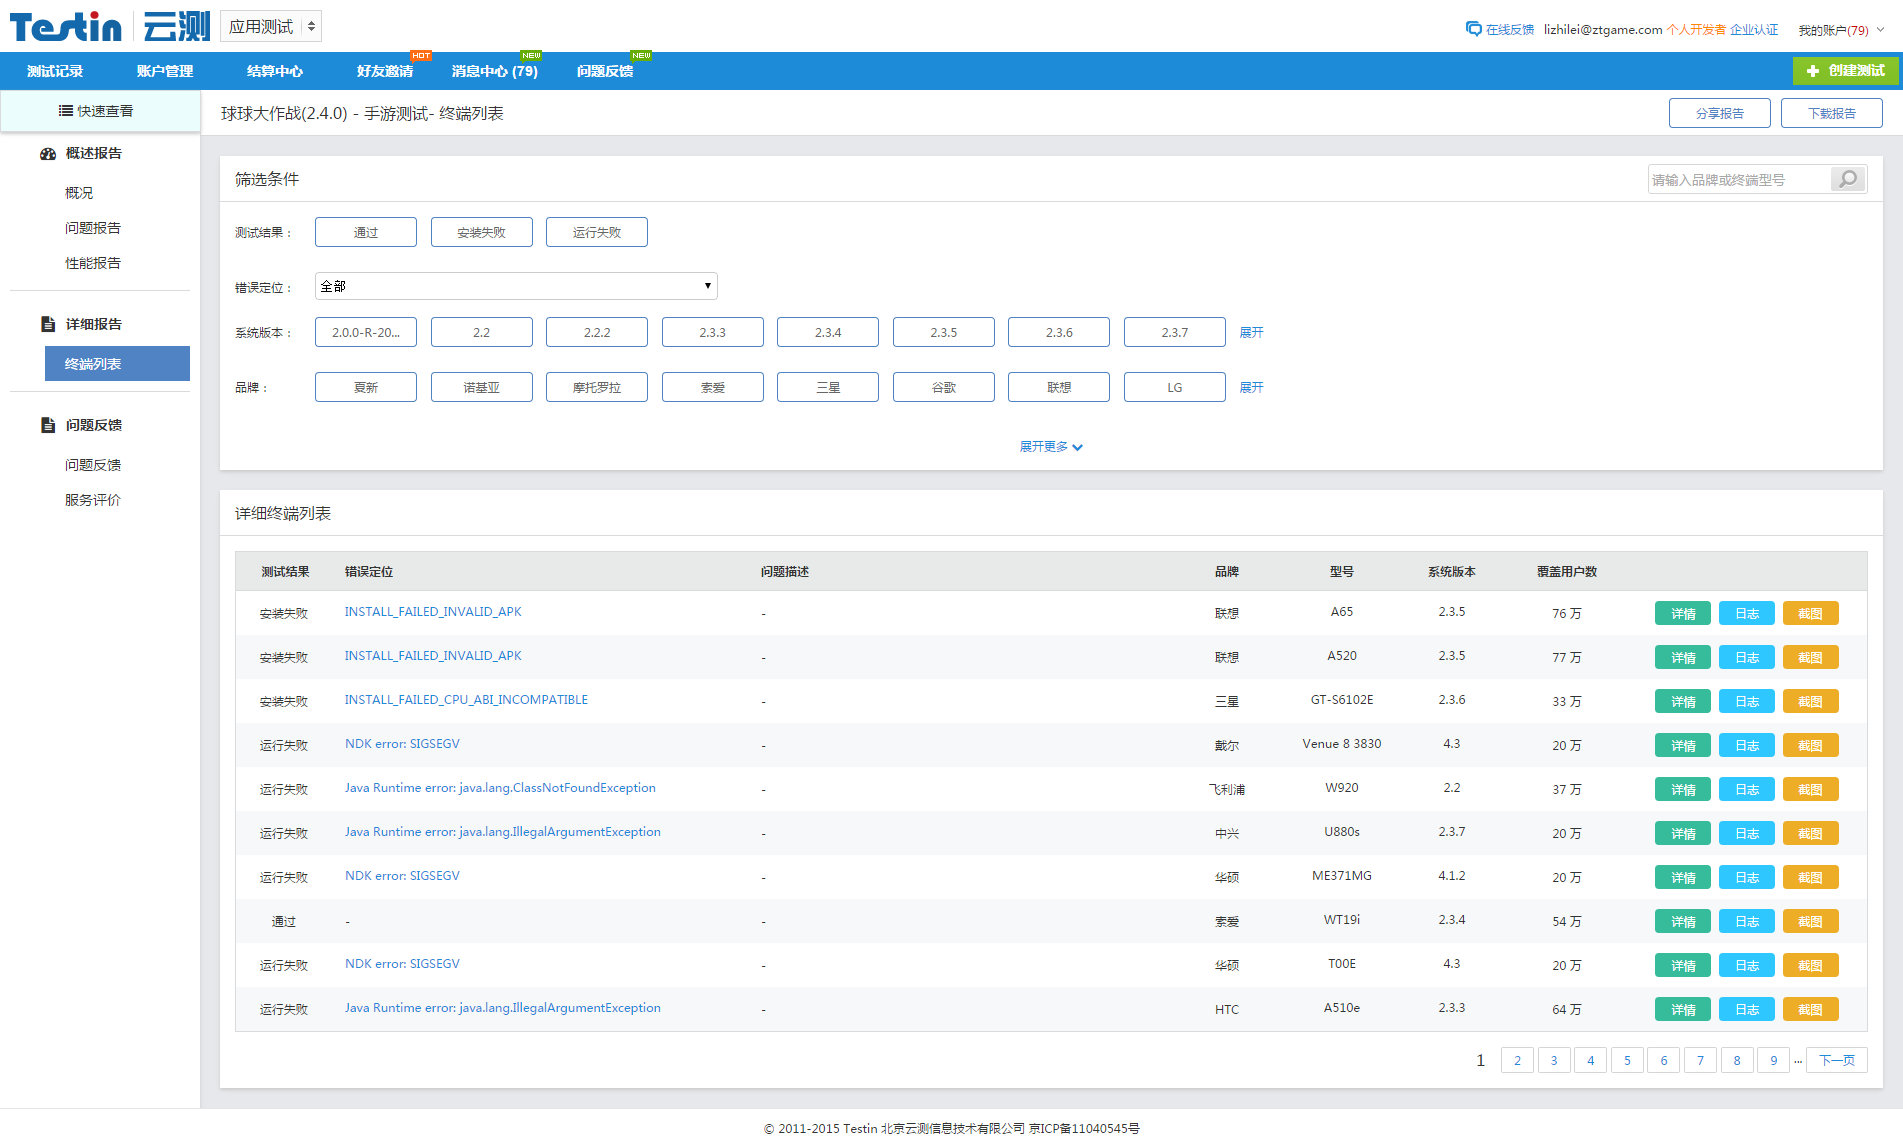 Testin 云测 应用测试 在线反馈 lizhilei@ztgame.com 个人开发者 企业认证 我的账户(79)
测试记录 账户管理 结算中心 好友邀请 HOT 消息中心 (79) NEW 问题反馈 NEW 创建测试
快速查看
球球大作战(2.4.0) - 手游测试- 终端列表 分享报告 下载报告
概述报告
概况
问题报告
性能报告
详细报告
终端列表
问题反馈
问题反馈
服务评价
筛选条件 请输入品牌或终端型号
测试结果： 通过 安装失败 运行失败
错误定位： 全部
系统版本： 2.0.0-R-20... 2.2 2.2.2 2.3.3 2.3.4 2.3.5 2.3.6 2.3.7 展开
品牌： 夏新 诺基亚 摩托罗拉 索爱 三星 谷歌 联想 LG 展开
展开更多
详细终端列表
测试结果 错误定位 问题描述 品牌 型号 系统版本 覆盖用户数
安装失败 INSTALL_FAILED_INVALID_APK - 联想 A65 2.3.5 76 万 详情 日志 截图
安装失败 INSTALL_FAILED_INVALID_APK - 联想 A520 2.3.5 77 万 详情 日志 截图
安装失败 INSTALL_FAILED_CPU_ABI_INCOMPATIBLE - 三星 GT-S6102E 2.3.6 33 万 详情 日志 截图
运行失败 NDK error: SIGSEGV - 戴尔 Venue 8 3830 4.3 20 万 详情 日志 截图
运行失败 Java Runtime error: java.lang.ClassNotFoundException - 飞利浦 W920 2.2 37 万 详情 日志 截图
运行失败 Java Runtime error: java.lang.IllegalArgumentException - 中兴 U880s 2.3.7 20 万 详情 日志 截图
运行失败 NDK error: SIGSEGV - 华硕 ME371MG 4.1.2 20 万 详情 日志 截图
通过 - - 索爱 WT19i 2.3.4 54 万 详情 日志 截图
运行失败 NDK error: SIGSEGV - 华硕 T00E 4.3 20 万 详情 日志 截图
运行失败 Java Runtime error: java.lang.IllegalArgumentException - HTC A510e 2.3.3 64 万 详情 日志 截图
1 2 3 4 5 6 7 8 9 ... 下一页
© 2011-2015 Testin 北京云测信息技术有限公司 京ICP备11040545号